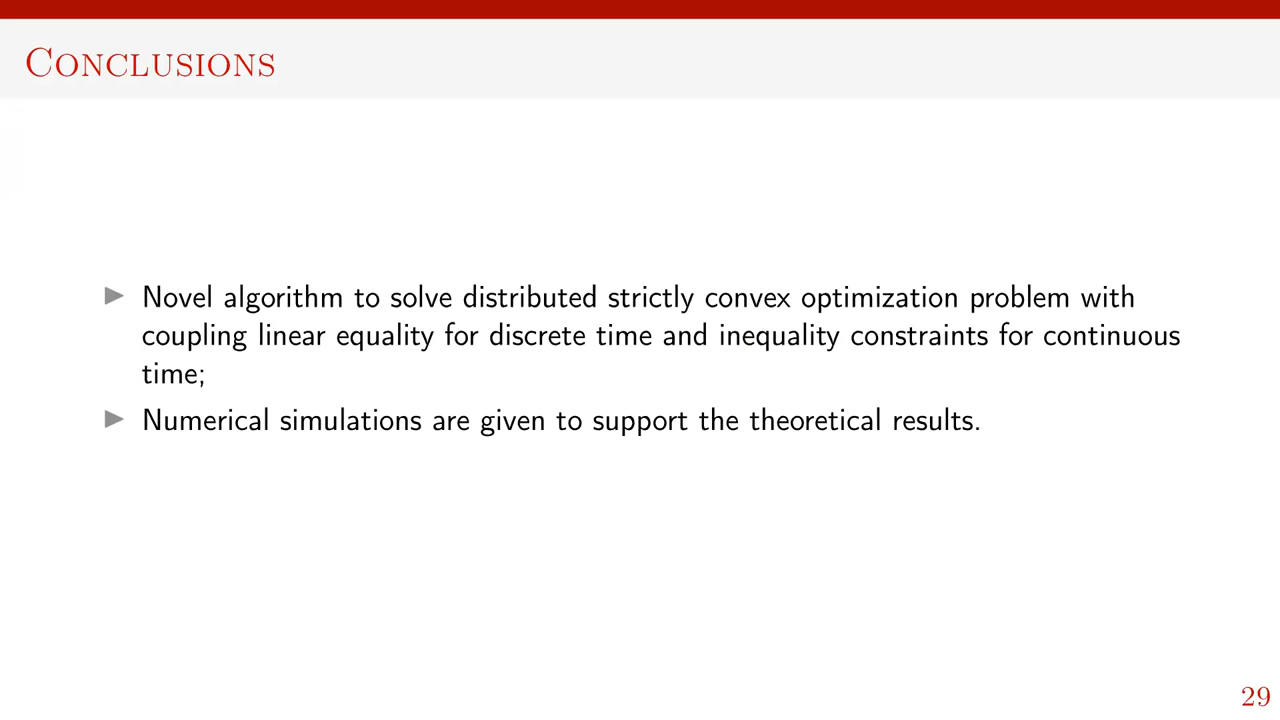 Conclusions
▶ Novel algorithm to solve distributed strictly convex optimization problem with
coupling linear equality for discrete time and inequality constraints for continuous
time;
▶ Numerical simulations are given to support the theoretical results.
29